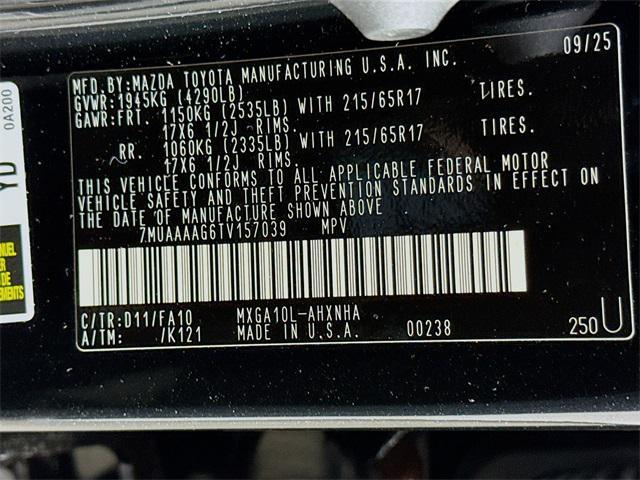 MFD.BY:MAZDA TOYOTA MANUFACTURING U.S.A. INC. 09/25
GVWR:1945KG (4290LB)
GAWR:FRT. 1150KG (2535LB) WITH 215/65R17 TIRES.
17X6 1/2J RIMS.
RR. 1060KG (2335LB) WITH 215/65R17 TIRES.
17X6 1/2J RIMS.
THIS VEHICLE CONFORMS TO ALL APPLICABLE FEDERAL MOTOR
VEHICLE SAFETY AND THEFT PREVENTION STANDARDS IN EFFECT ON
THE DATE OF MANUFACTURE SHOWN ABOVE
7MUAAAAG6TV157039 MPV
C/TR:D11/FA10 MXGA10L-AHXNHA
A/TM: /K121 MADE IN U.S.A. 00238 250U
0A200
YD